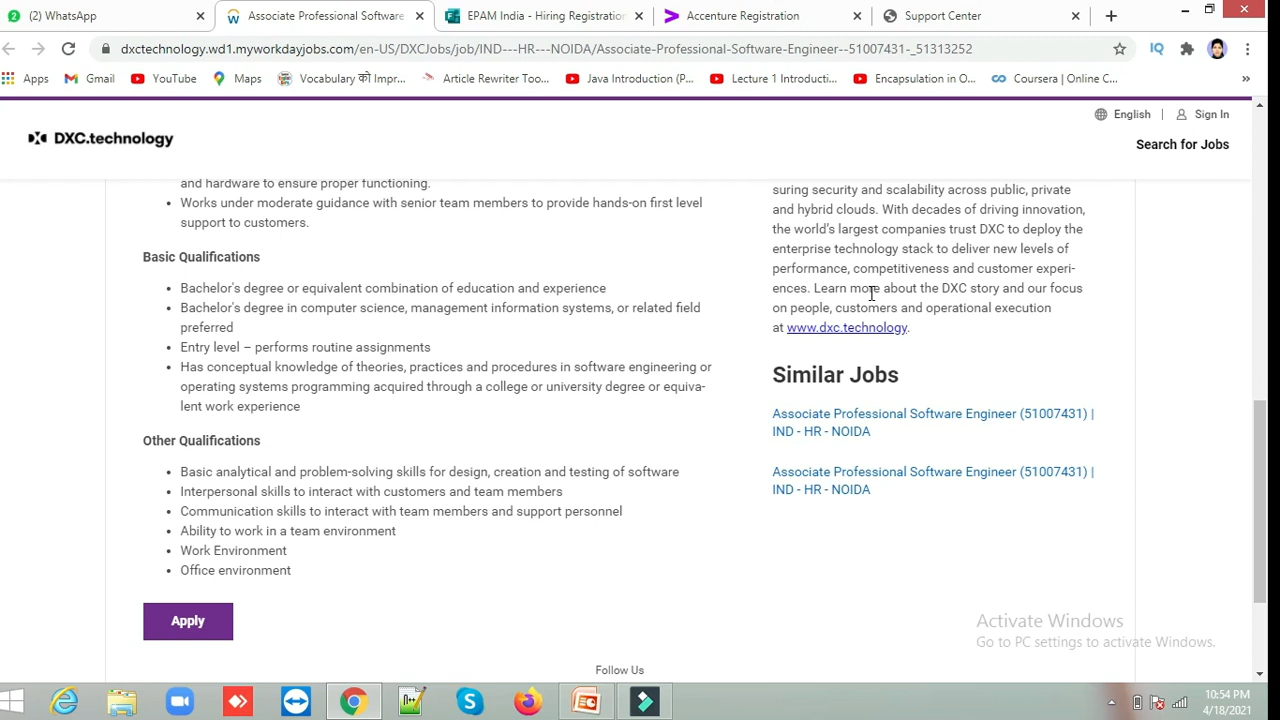 (2) WhatsApp
Associate Professional Software
EPAM India - Hiring Registration
Accenture Registration
Support Center
dxctechnology.wd1.myworkdayjobs.com/en-US/DXCJobs/job/IND---HR---NOIDA/Associate-Professional-Software-Engineer--51007431-_51313252
IQ
Apps
Gmail
YouTube
Maps
Vocabulary को Impr...
Article Rewriter Too...
Java Introduction (P...
Lecture 1 Introducti...
Encapsulation in O...
Coursera | Online C...
»
English
Sign In
DXC.technology
Search for Jobs
and hardware to ensure proper functioning.
• Works under moderate guidance with senior team members to provide hands-on first level
support to customers.
Basic Qualifications
• Bachelor's degree or equivalent combination of education and experience
• Bachelor's degree in computer science, management information systems, or related field
preferred
• Entry level – performs routine assignments
• Has conceptual knowledge of theories, practices and procedures in software engineering or
operating systems programming acquired through a college or university degree or equiva-
lent work experience
Other Qualifications
• Basic analytical and problem-solving skills for design, creation and testing of software
• Interpersonal skills to interact with customers and team members
• Communication skills to interact with team members and support personnel
• Ability to work in a team environment
• Work Environment
• Office environment
Apply
suring security and scalability across public, private
and hybrid clouds. With decades of driving innovation,
the world's largest companies trust DXC to deploy the
enterprise technology stack to deliver new levels of
performance, competitiveness and customer experi-
ences. Learn more about the DXC story and our focus
on people, customers and operational execution
at www.dxc.technology.
Similar Jobs
Associate Professional Software Engineer (51007431) |
IND - HR - NOIDA
Associate Professional Software Engineer (51007431) |
IND - HR - NOIDA
Activate Windows
Go to PC settings to activate Windows.
Follow Us
10:54 PM
4/18/2021